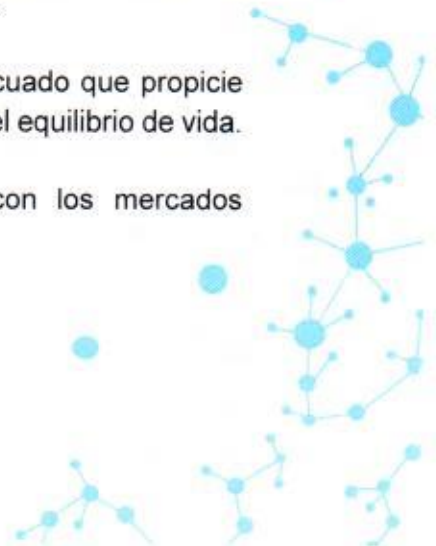 cuado que propicie
el equilibrio de vida.
con los mercados